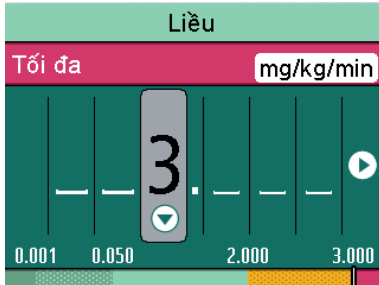 Liều
Tối đa mg/kg/min
_ _ 3 . _ _ _
0.001 0.050 2.000 3.000